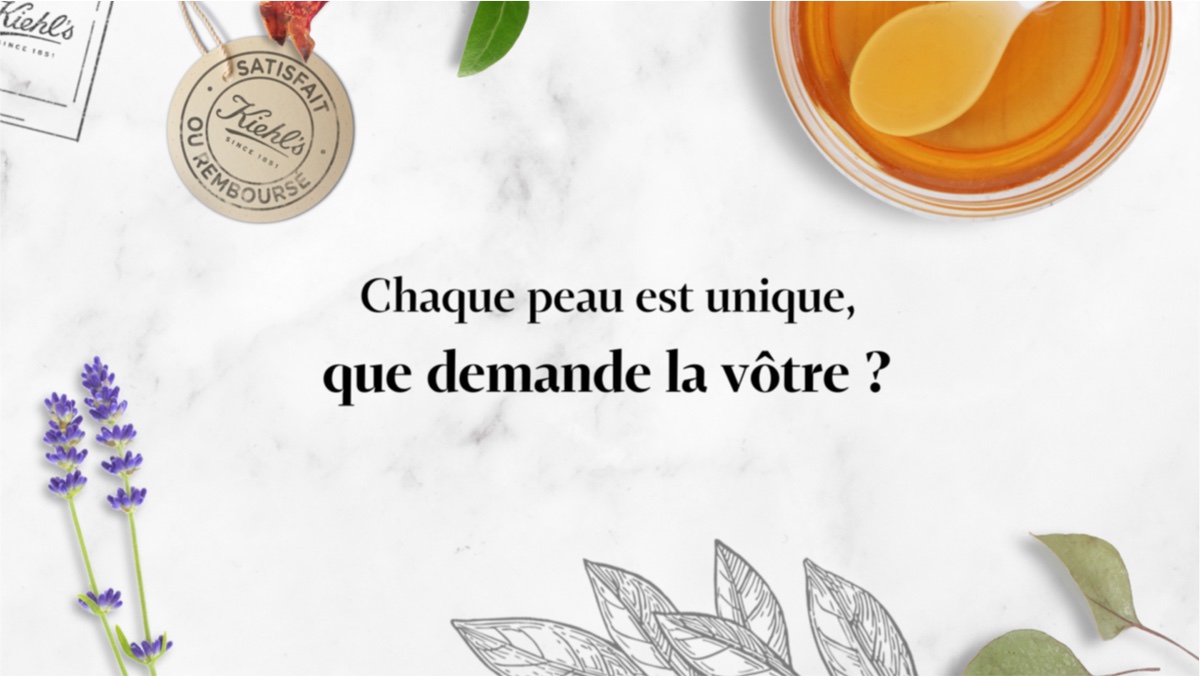 Kiehl's
SINCE 1851
SATISFAIT
OU REMBOURSÉ
Kiehl's
SINCE 1851
Chaque peau est unique,
que demande la vôtre ?